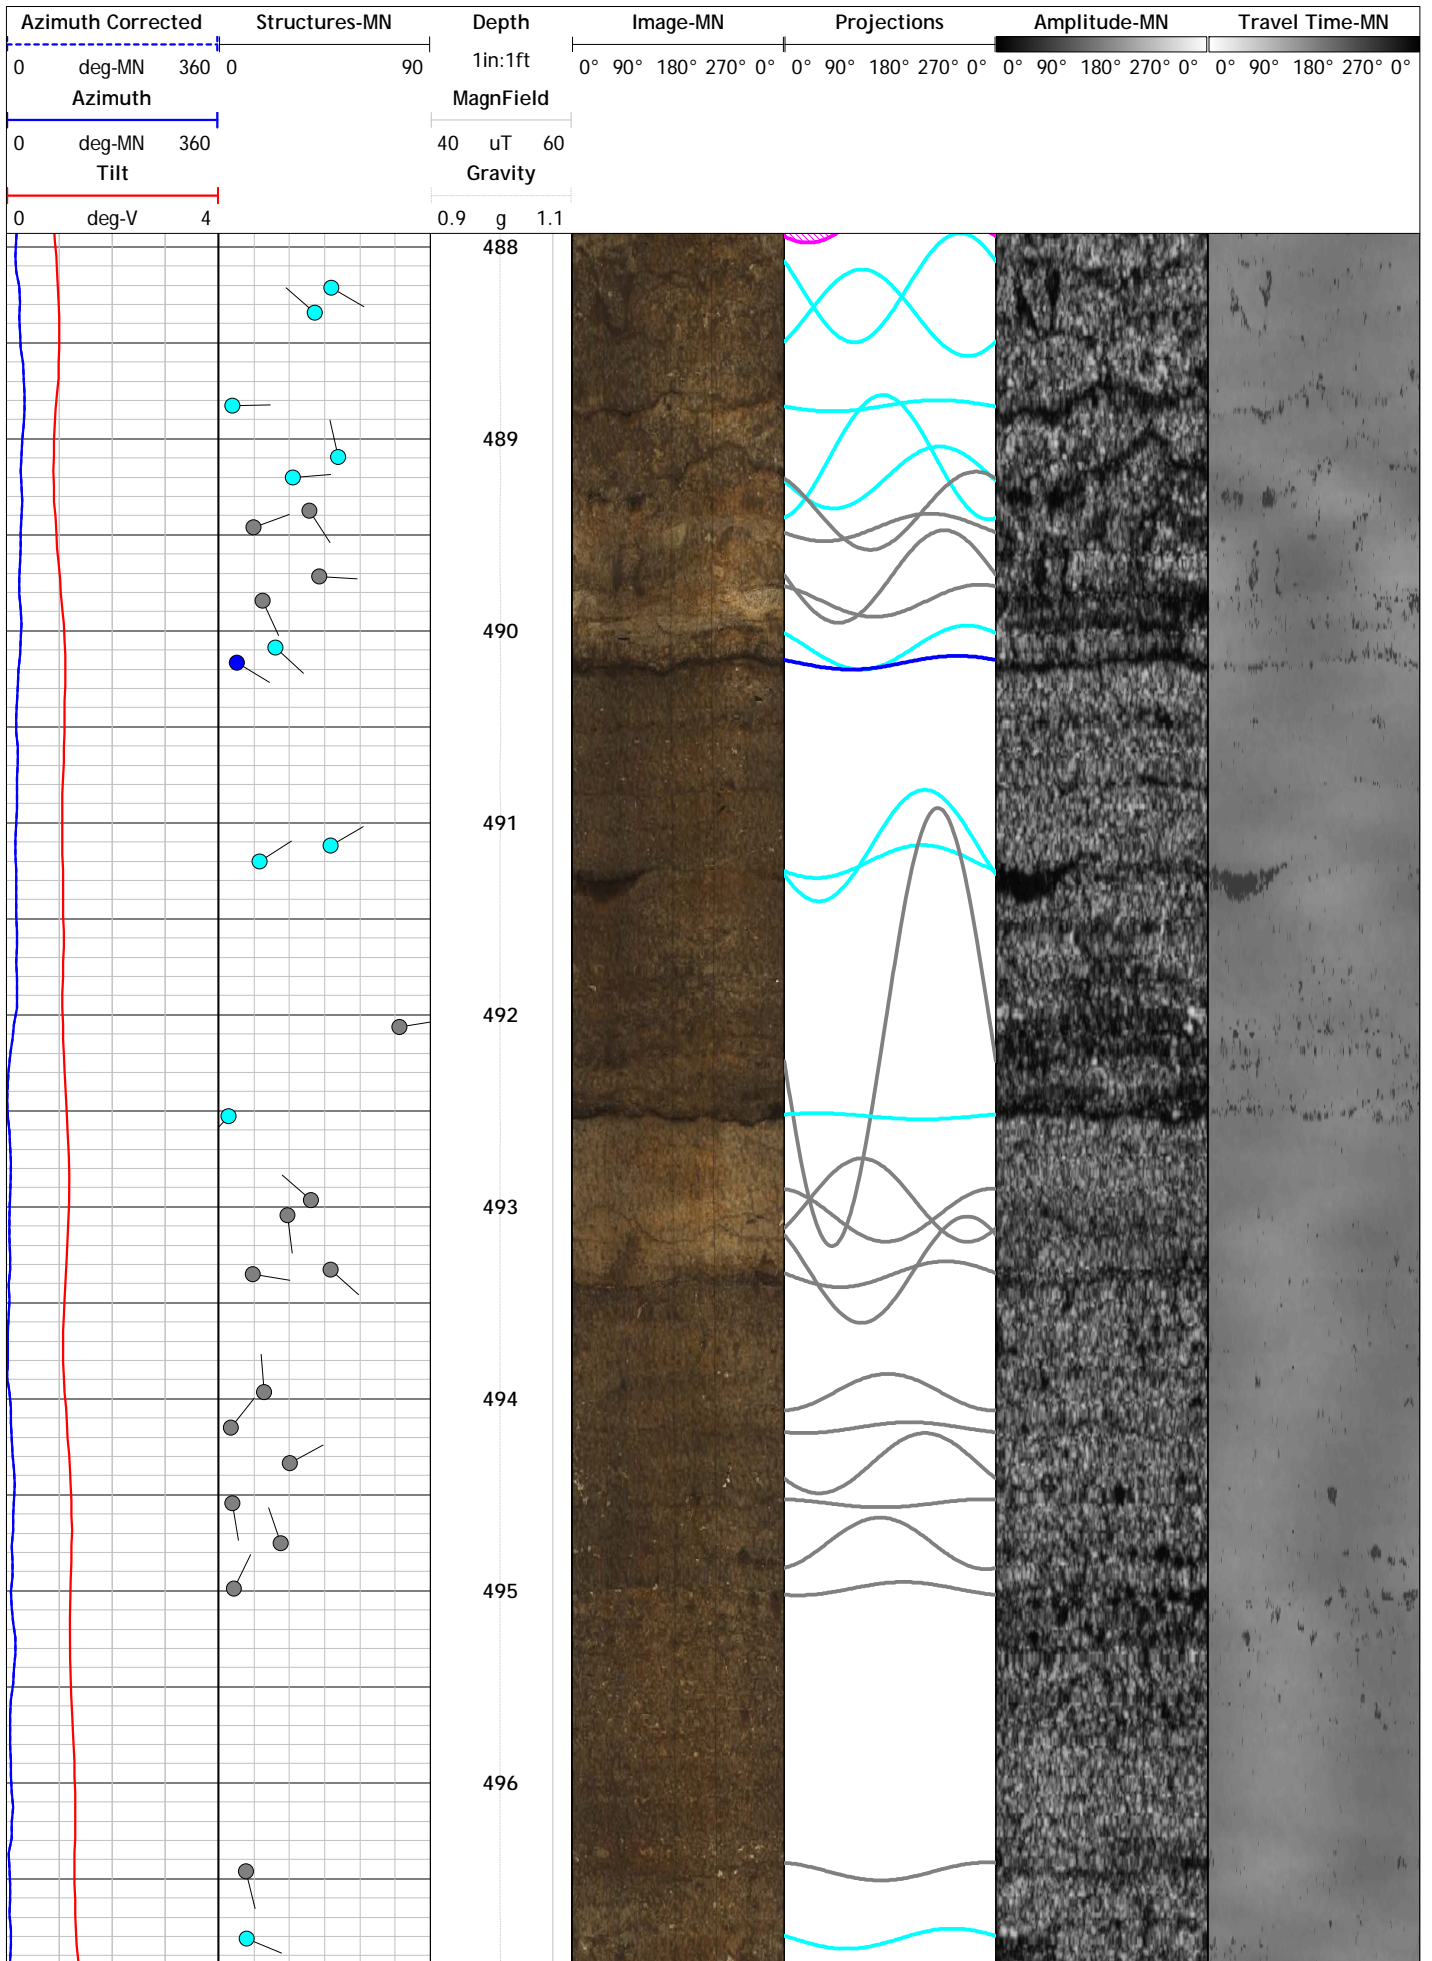 Azimuth Corrected Structures-MN Depth Image-MN Projections Amplitude-MN Travel Time-MN
0 deg-MN 360 0 90 1in:1ft 0° 90° 180° 270° 0° 0° 90° 180° 270° 0° 0° 90° 180° 270° 0° 0° 90° 180° 270° 0°
Azimuth MagnField
0 deg-MN 360 40 uT 60
Tilt Gravity
0 deg-V 4 0.9 g 1.1
488
489
490
491
492
493
494
495
496